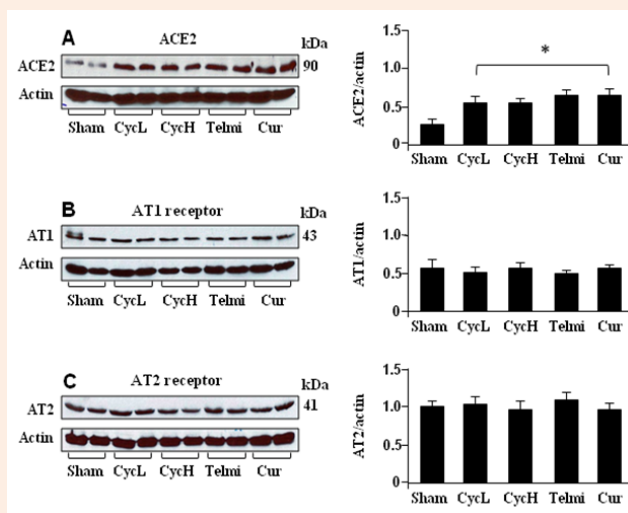 A
ACE2
kDa
ACE2
90
Actin
Sham CycL CycH Telmi Cur
ACE2/actin
1.5
1.0
0.5
0
*
Sham CycL CycH Telmi Cur
B
AT1 receptor
kDa
AT1
43
Actin
Sham CycL CycH Telmi Cur
AT1/actin
1.5
1.0
0.5
0
Sham CycL CycH Telmi Cur
C
AT2 receptor
kDa
AT2
41
Actin
Sham CycL CycH Telmi Cur
AT2/actin
1.5
1.0
0.5
0
Sham CycL CycH Telmi Cur